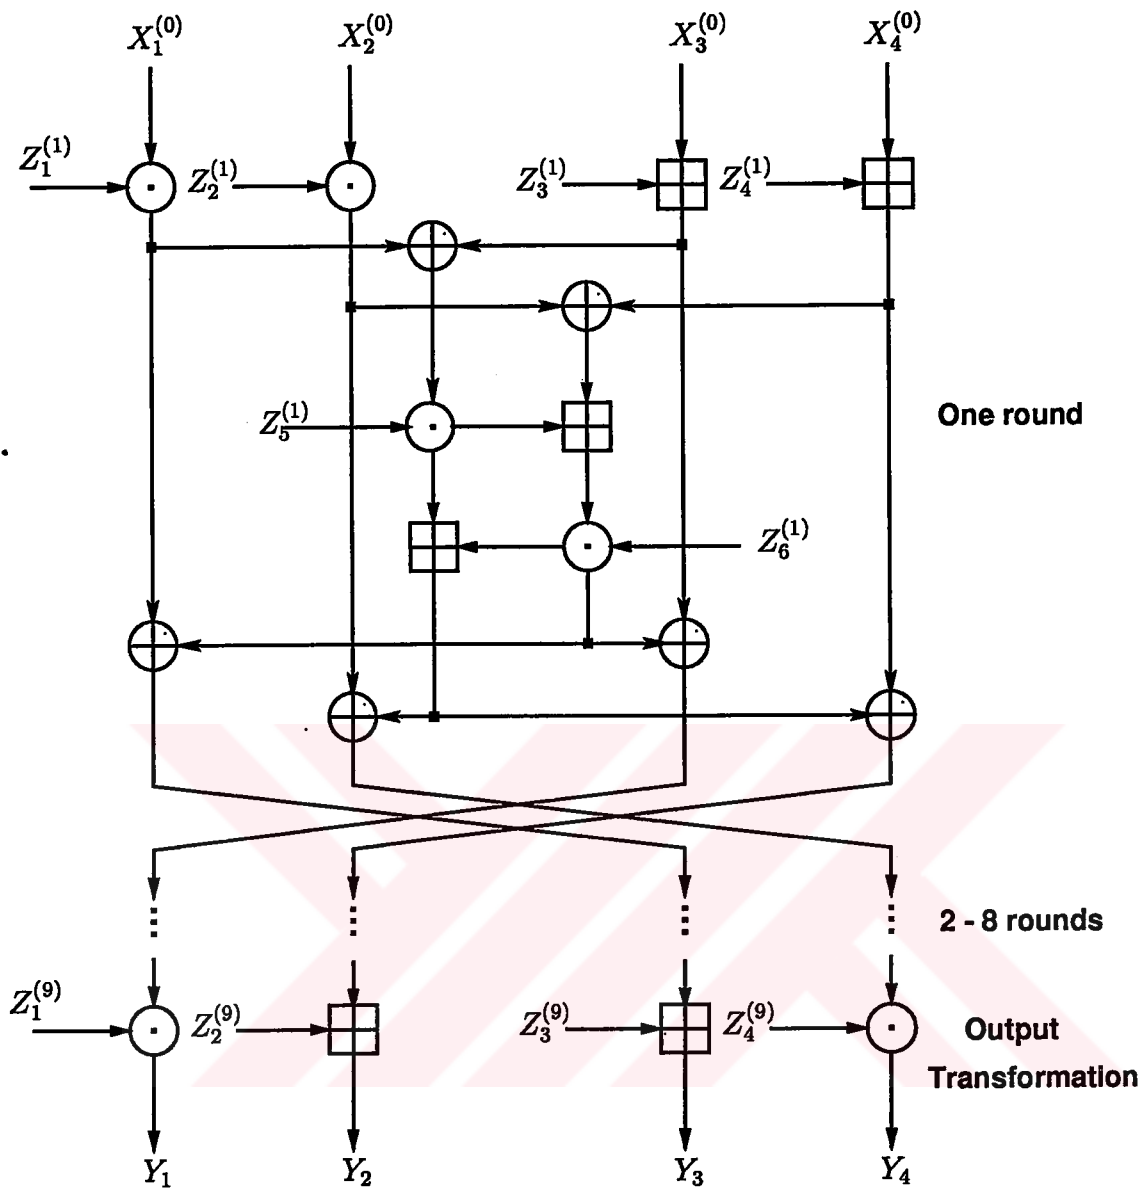 X₁⁽⁰⁾ X₂⁽⁰⁾ X₃⁽⁰⁾ X₄⁽⁰⁾
Z₁⁽¹⁾ Z₂⁽¹⁾ Z₃⁽¹⁾ Z₄⁽¹⁾
Z₅⁽¹⁾ One round
Z₆⁽¹⁾
2 - 8 rounds
Z₁⁽⁹⁾ Z₂⁽⁹⁾ Z₃⁽⁹⁾ Z₄⁽⁹⁾ Output
Transformation
Y₁ Y₂ Y₃ Y₄